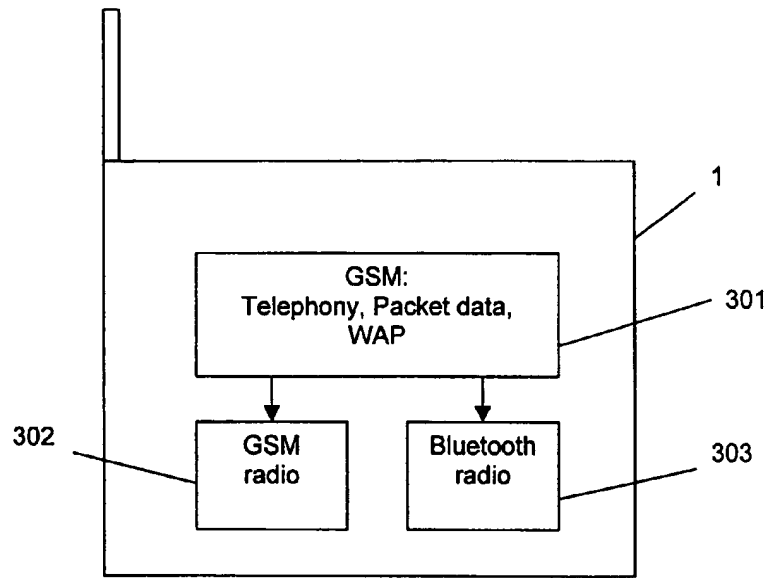 1
GSM:
Telephony, Packet data,
WAP
301
302
GSM
radio
Bluetooth
radio
303